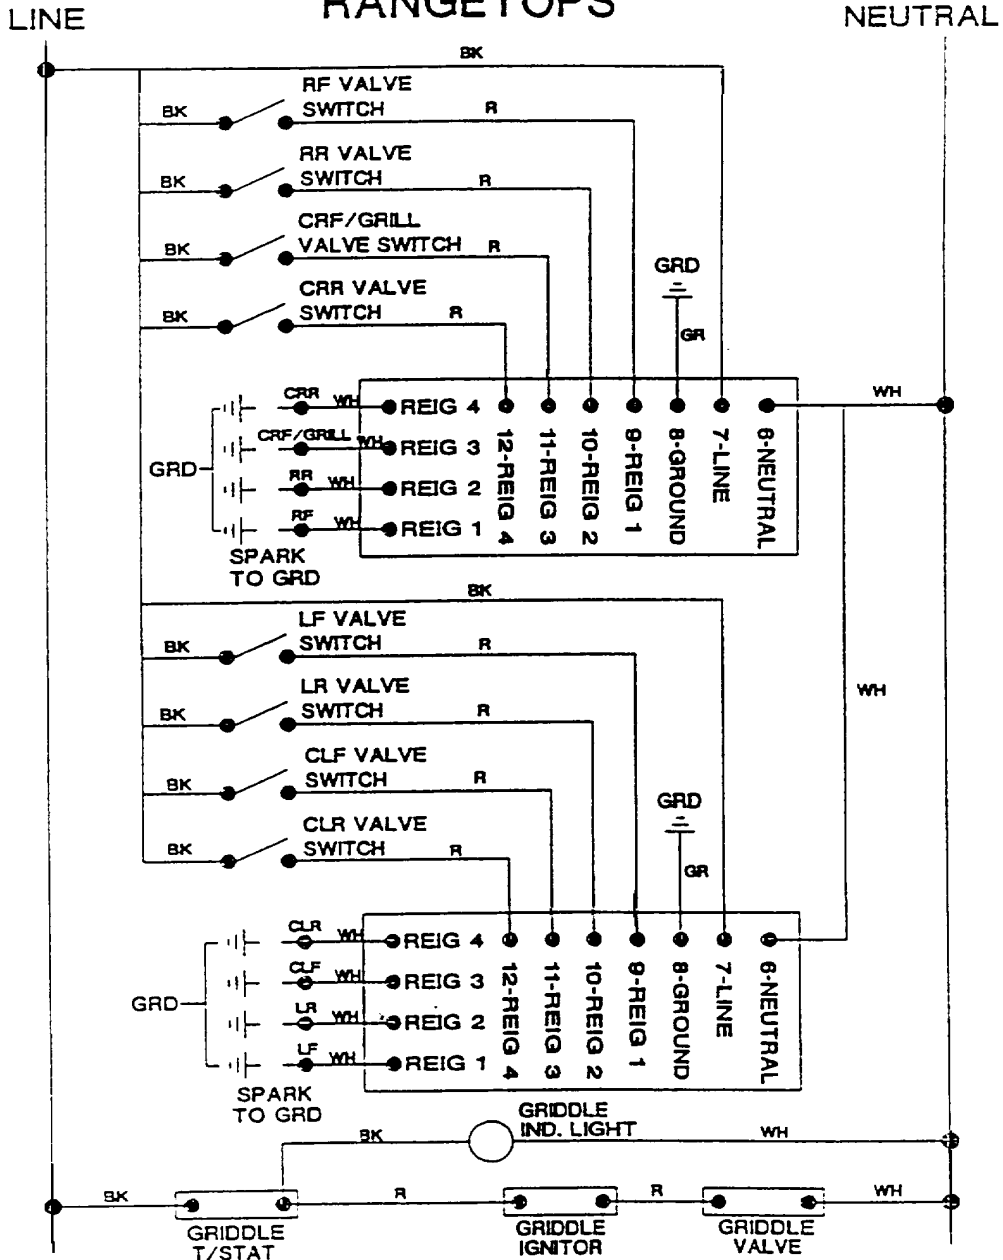 RANGETOPS
LINE
NEUTRAL
BK
RF VALVE
SWITCH
BK
R
RR VALVE
SWITCH
BK
R
CRF/GRILL
VALVE SWITCH
BK
R
CRR VALVE
SWITCH
BK
R
GRD
GR
WH
CRR
WH
REIG 4
CRF/GRILL
WH
REIG 3
RR
WH
REIG 2
RF
WH
REIG 1
GRD
SPARK
TO GRD
12-REIG 4
11-REIG 3
10-REIG 2
9-REIG 1
8-GROUND
7-LINE
6-NEUTRAL
BK
LF VALVE
SWITCH
BK
R
LR VALVE
SWITCH
BK
R
WH
CLF VALVE
SWITCH
BK
R
CLR VALVE
SWITCH
BK
R
GRD
GR
CLR
WH
REIG 4
CLF
WH
REIG 3
LR
WH
REIG 2
LF
WH
REIG 1
GRD
SPARK
TO GRD
12-REIG 4
11-REIG 3
10-REIG 2
9-REIG 1
8-GROUND
7-LINE
6-NEUTRAL
GRIDDLE
IND. LIGHT
BK
WH
BK
R
R
WH
GRIDDLE
T/STAT
GRIDDLE
IGNITOR
GRIDDLE
VALVE